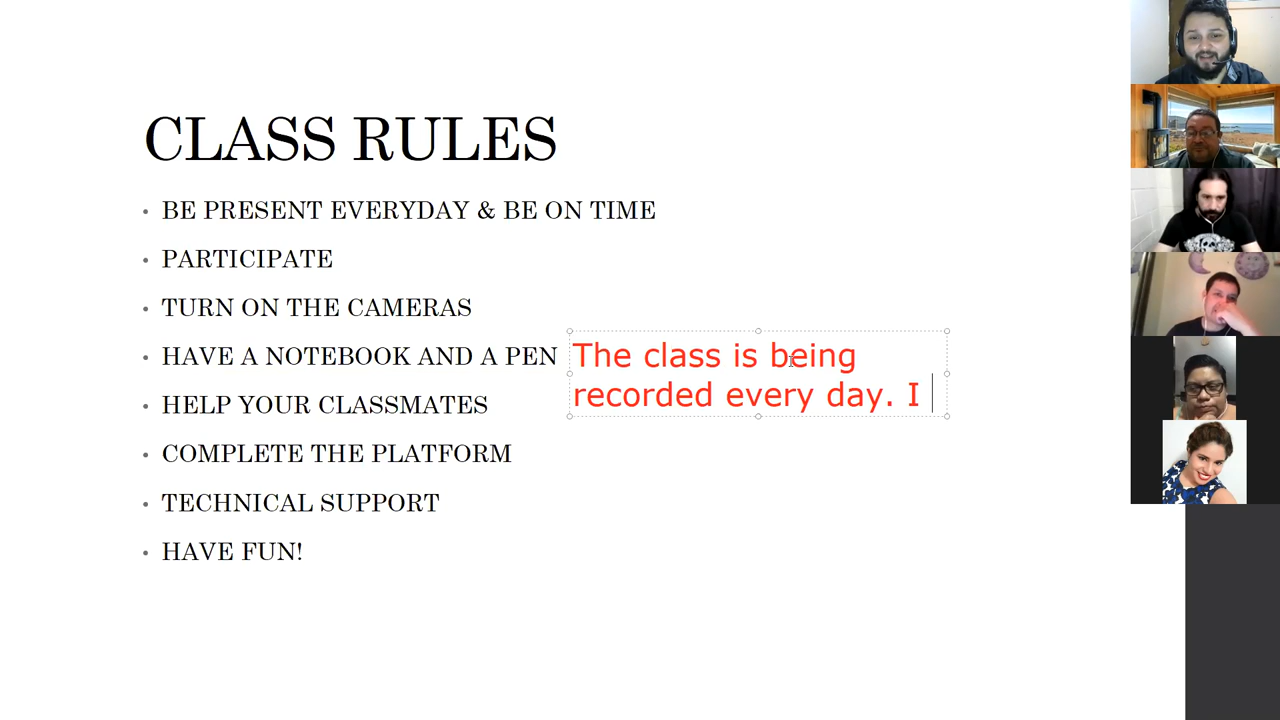 CLASS RULES
• BE PRESENT EVERYDAY & BE ON TIME
• PARTICIPATE
• TURN ON THE CAMERAS
• HAVE A NOTEBOOK AND A PEN
• HELP YOUR CLASSMATES
• COMPLETE THE PLATFORM
• TECHNICAL SUPPORT
• HAVE FUN!
The class is being
recorded every day. I